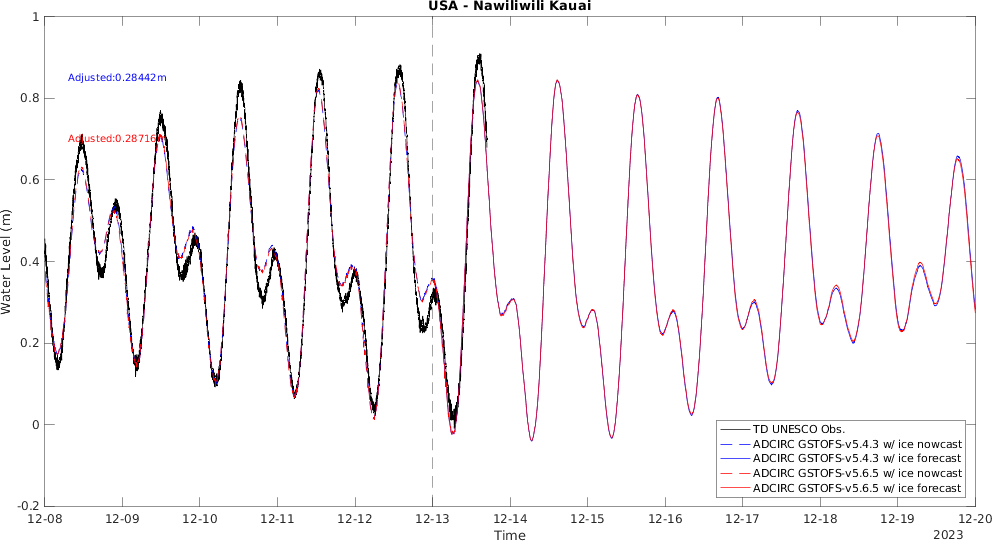 USA - Nawiliwili Kauai
1
0.8
0.6
0.4
0.2
0
-0.2
Water Level (m)
Adjusted:0.28442m
Adjusted:0.28716m
TD UNESCO Obs.
ADCIRC GSTOFS-v5.4.3 w/ ice nowcast
ADCIRC GSTOFS-v5.4.3 w/ ice forecast
ADCIRC GSTOFS-v5.6.5 w/ ice nowcast
ADCIRC GSTOFS-v5.6.5 w/ ice forecast
12-08 12-09 12-10 12-11 12-12 12-13 12-14 12-15 12-16 12-17 12-18 12-19 12-20
Time
2023